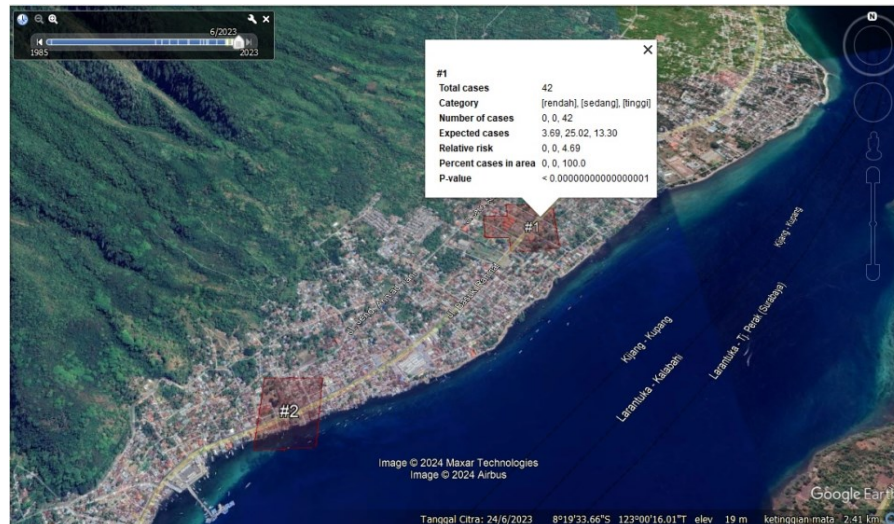 6/2023
1985 2023
#1
Total cases 42
Category [rendah], [sedang], [tinggi]
Number of cases 0, 0, 42
Expected cases 3.69, 25.02, 13.30
Relative risk 0, 0, 4.69
Percent cases in area 0, 0, 100.0
P-value < 0.00000000000000001
#1
Kijang - Kupang
Larantuka - Tj. Perak (Surabaya)
Kijang - Kupang
Larantuka - Kalabahi
#2
Image © 2024 Maxar Technologies
Image © 2024 Airbus
Google Earth
Tanggal Citra: 24/6/2023 8°19'33.66"S 123°00'16.01"T elev 19 m ketinggian mata 2.41 km
N